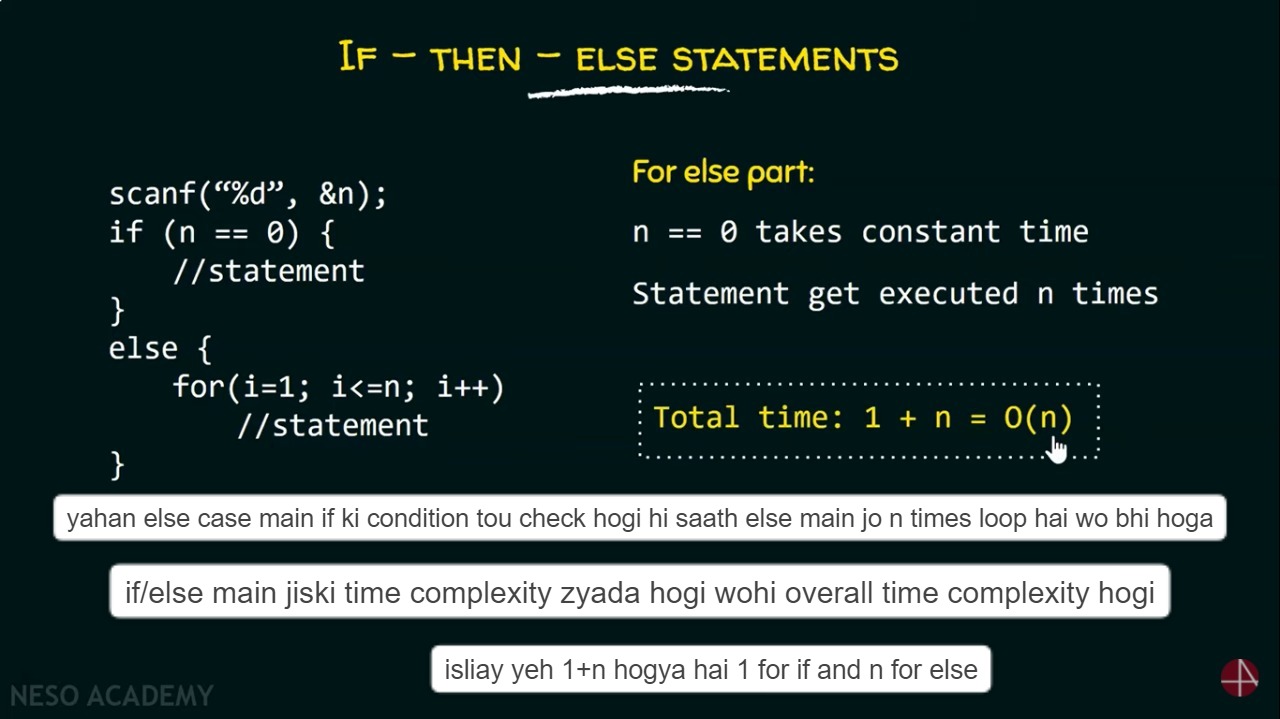 IF – THEN – ELSE STATEMENTS
scanf(“%d”, &n);
if (n == 0) {
//statement
}
else {
for(i=1; i<=n; i++)
//statement
}
For else part:
n == 0 takes constant time
Statement get executed n times
Total time: 1 + n = O(n)
yahan else case main if ki condition tou check hogi hi saath else main jo n times loop hai wo bhi hoga
if/else main jiski time complexity zyada hogi wohi overall time complexity hogi
isliay yeh 1+n hogya hai 1 for if and n for else
NESO ACADEMY